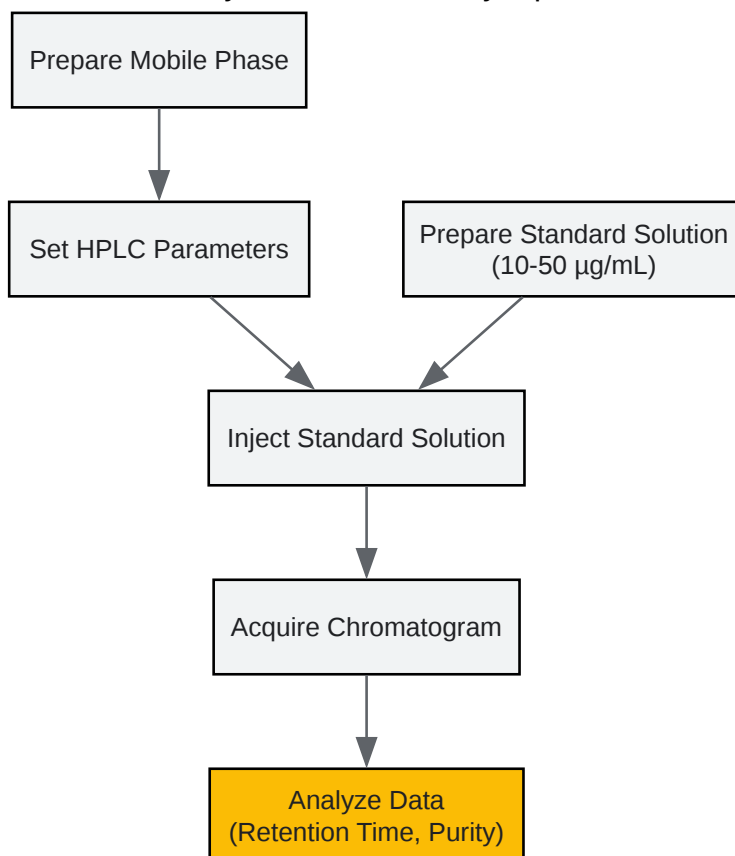 Prepare Mobile Phase
Set HPLC Parameters
Prepare Standard Solution
(10-50 µg/mL)
Inject Standard Solution
Acquire Chromatogram
Analyze Data
(Retention Time, Purity)